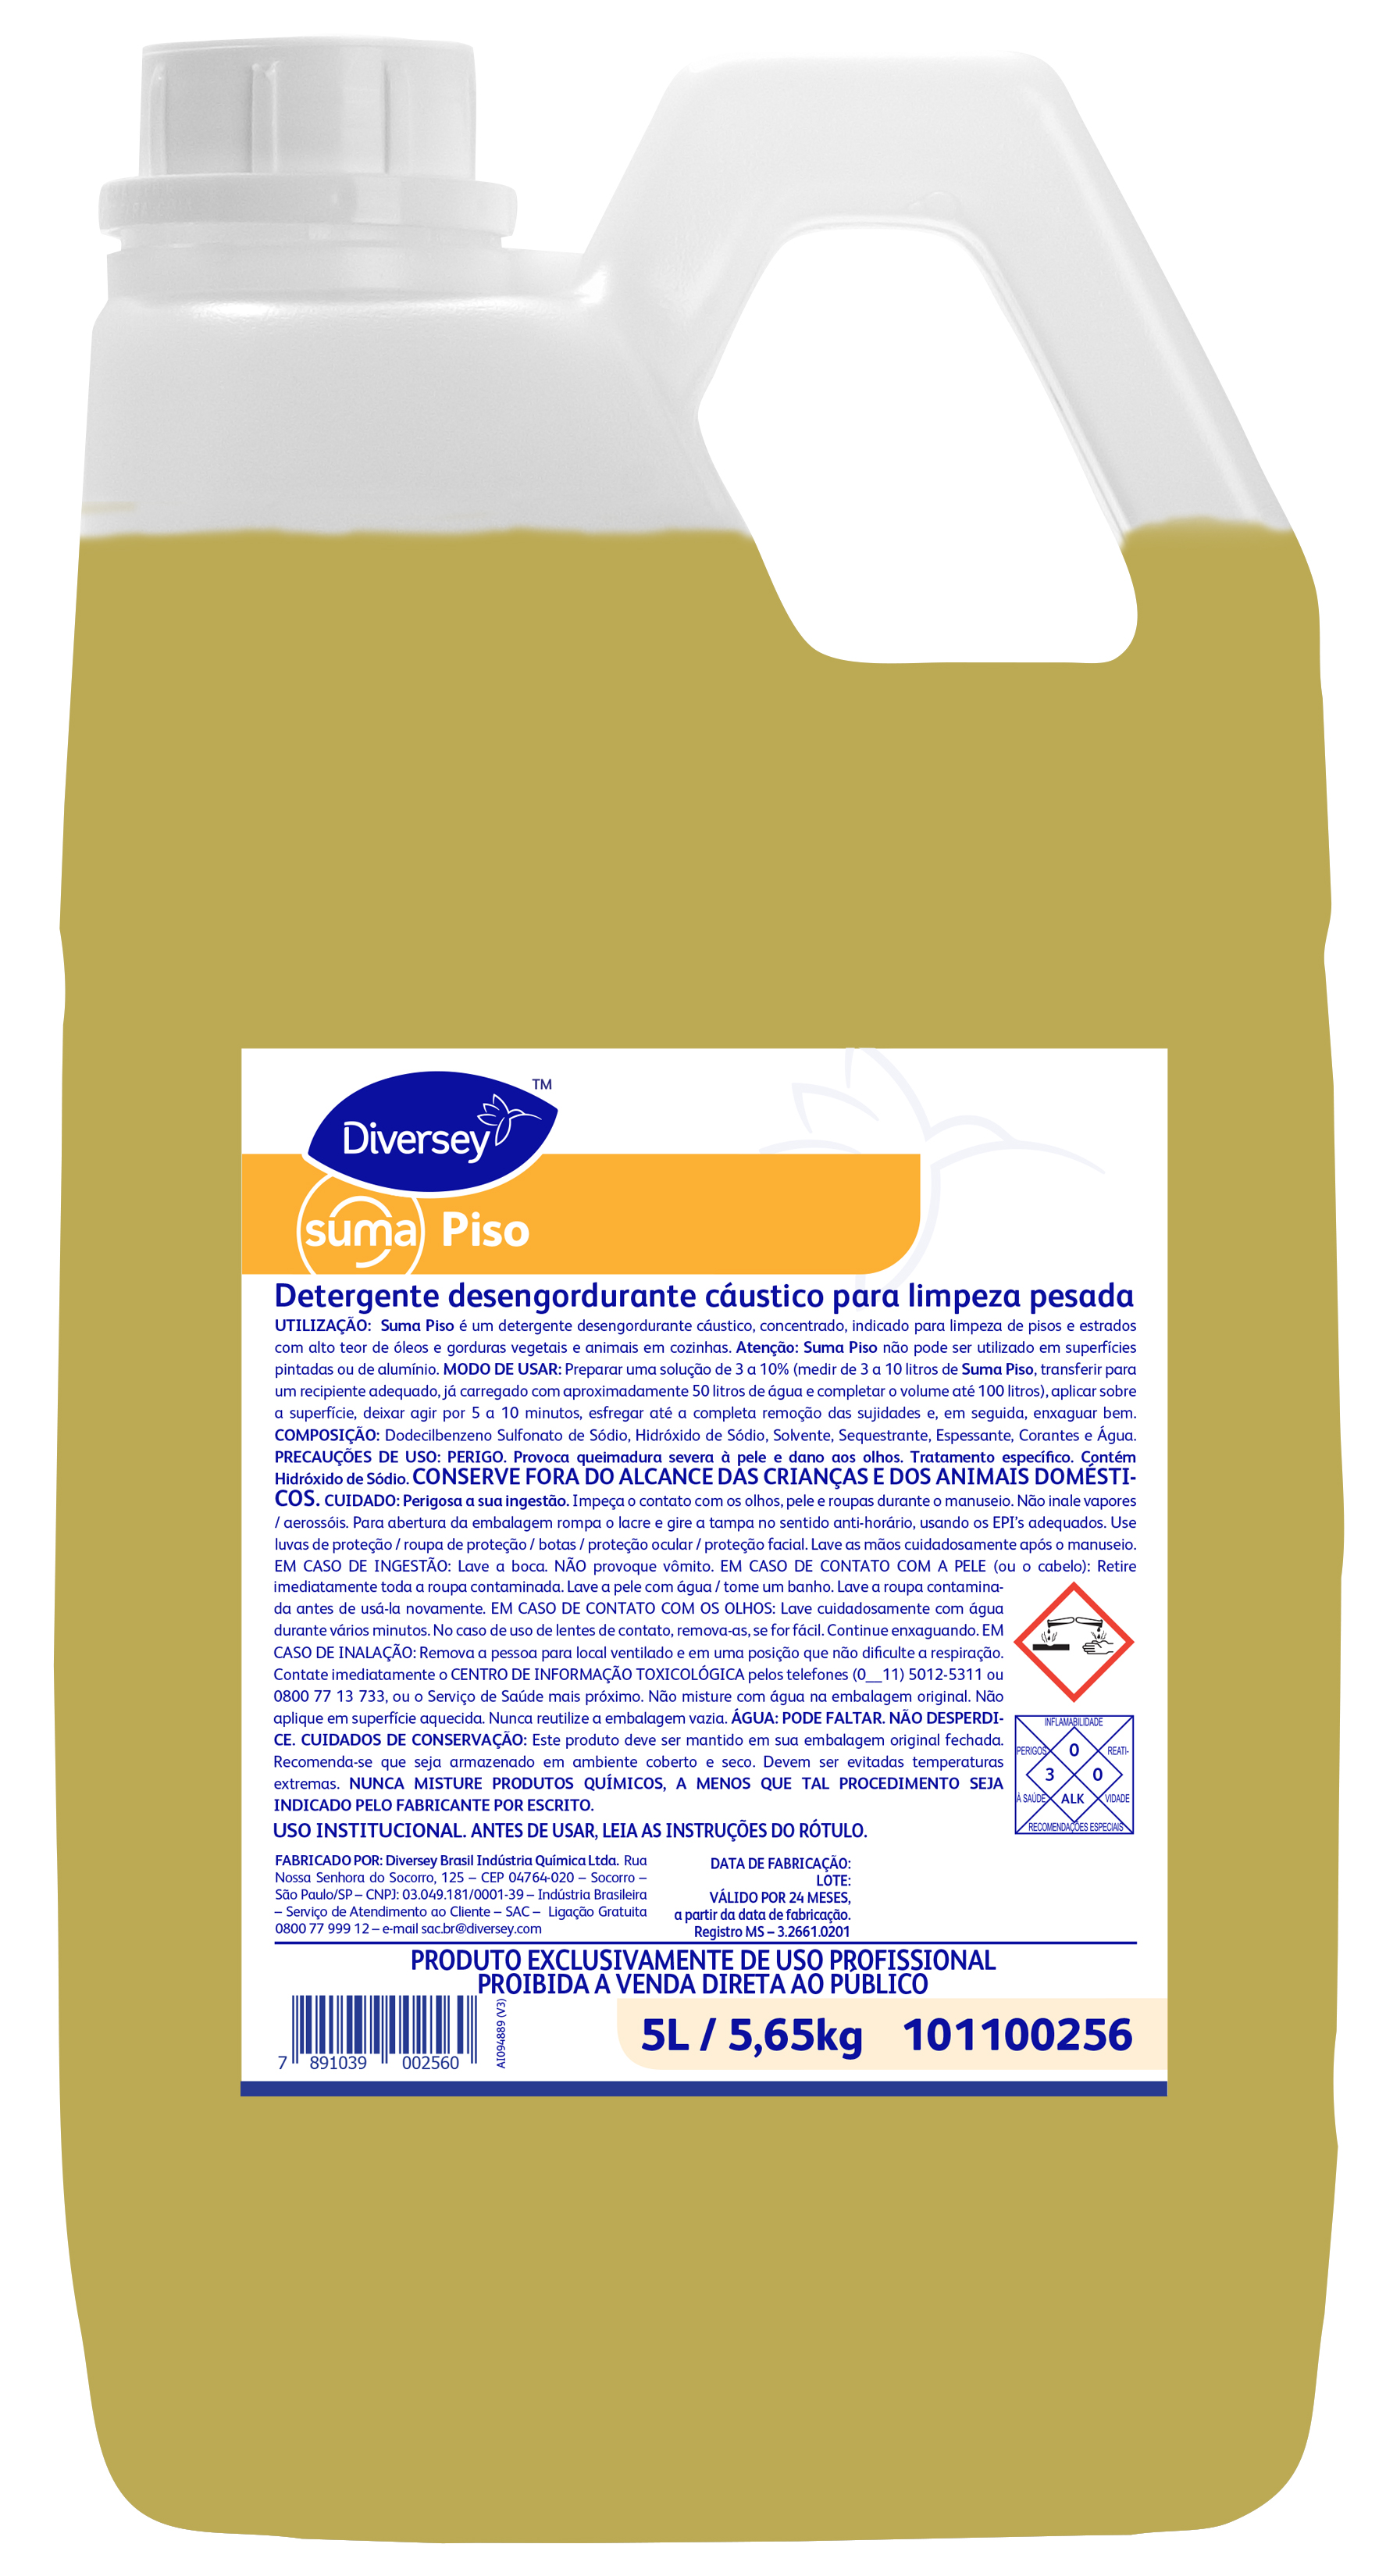 Diversey™
suma Piso
Detergente desengordurante cáustico para limpeza pesada
UTILIZAÇÃO: Suma Piso é um detergente desengordurante cáustico, concentrado, indicado para limpeza de pisos e estrados
com alto teor de óleos e gorduras vegetais e animais em cozinhas. Atenção: Suma Piso não pode ser utilizado em superfícies
pintadas ou de alumínio. MODO DE USAR: Preparar uma solução de 3 a 10% (medir de 3 a 10 litros de Suma Piso, transferir para
um recipiente adequado, já carregado com aproximadamente 50 litros de água e completar o volume até 100 litros), aplicar sobre
a superfície, deixar agir por 5 a 10 minutos, esfregar até a completa remoção das sujidades e, em seguida, enxaguar bem.
COMPOSIÇÃO: Dodecilbenzeno Sulfonato de Sódio, Hidróxido de Sódio, Solvente, Sequestrante, Espessante, Corantes e Água.
PRECAUÇÕES DE USO: PERIGO. Provoca queimadura severa à pele e dano aos olhos. Tratamento específico. Contém
Hidróxido de Sódio. CONSERVE FORA DO ALCANCE DAS CRIANÇAS E DOS ANIMAIS DOMÉSTI-
COS. CUIDADO: Perigosa a sua ingestão. Impeça o contato com os olhos, pele e roupas durante o manuseio. Não inale vapores
/ aerossóis. Para abertura da embalagem rompa o lacre e gire a tampa no sentido anti-horário, usando os EPI's adequados. Use
luvas de proteção / roupa de proteção / botas / proteção ocular / proteção facial. Lave as mãos cuidadosamente após o manuseio.
EM CASO DE INGESTÃO: Lave a boca. NÃO provoque vômito. EM CASO DE CONTATO COM A PELE (ou o cabelo): Retire
imediatamente toda a roupa contaminada. Lave a pele com água / tome um banho. Lave a roupa contamina-
da antes de usá-la novamente. EM CASO DE CONTATO COM OS OLHOS: Lave cuidadosamente com água
durante vários minutos. No caso de uso de lentes de contato, remova-as, se for fácil. Continue enxaguando. EM
CASO DE INALAÇÃO: Remova a pessoa para local ventilado e em uma posição que não dificulte a respiração.
Contate imediatamente o CENTRO DE INFORMAÇÃO TOXICOLÓGICA pelos telefones (0__11) 5012-5311 ou
0800 77 13 733, ou o Serviço de Saúde mais próximo. Não misture com água na embalagem original. Não
aplique em superfície aquecida. Nunca reutilize a embalagem vazia. ÁGUA: PODE FALTAR. NÃO DESPERDI-
CE. CUIDADOS DE CONSERVAÇÃO: Este produto deve ser mantido em sua embalagem original fechada.
Recomenda-se que seja armazenado em ambiente coberto e seco. Devem ser evitadas temperaturas
extremas. NUNCA MISTURE PRODUTOS QUÍMICOS, A MENOS QUE TAL PROCEDIMENTO SEJA
INDICADO PELO FABRICANTE POR ESCRITO.
INFLAMABILIDADE
PERIGOS 0 REATI-
3 0
À SAÚDE ALK VIDADE
RECOMENDAÇÕES ESPECIAIS
USO INSTITUCIONAL. ANTES DE USAR, LEIA AS INSTRUÇÕES DO RÓTULO.
FABRICADO POR: Diversey Brasil Indústria Química Ltda. Rua
Nossa Senhora do Socorro, 125 – CEP 04764-020 – Socorro –
São Paulo/SP – CNPJ: 03.049.181/0001-39 – Indústria Brasileira
– Serviço de Atendimento ao Cliente – SAC – Ligação Gratuita
0800 77 999 12 – e-mail sac.br@diversey.com
DATA DE FABRICAÇÃO:
LOTE:
VÁLIDO POR 24 MESES,
a partir da data de fabricação.
Registro MS – 3.2661.0201
PRODUTO EXCLUSIVAMENTE DE USO PROFISSIONAL
PROIBIDA A VENDA DIRETA AO PÚBLICO
7 891039 002560
AI094889 (V3)
5L / 5,65kg 101100256